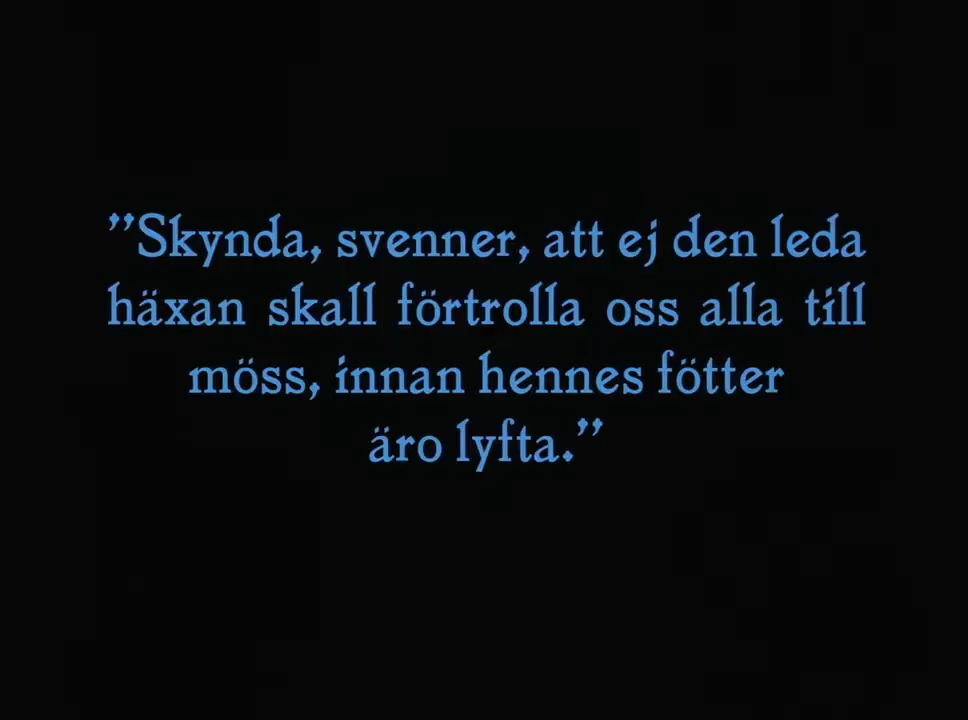 ”Skynda, svenner, att ej den leda
häxan skall förtrolla oss alla till
möss, innan hennes fötter
äro lyfta.”